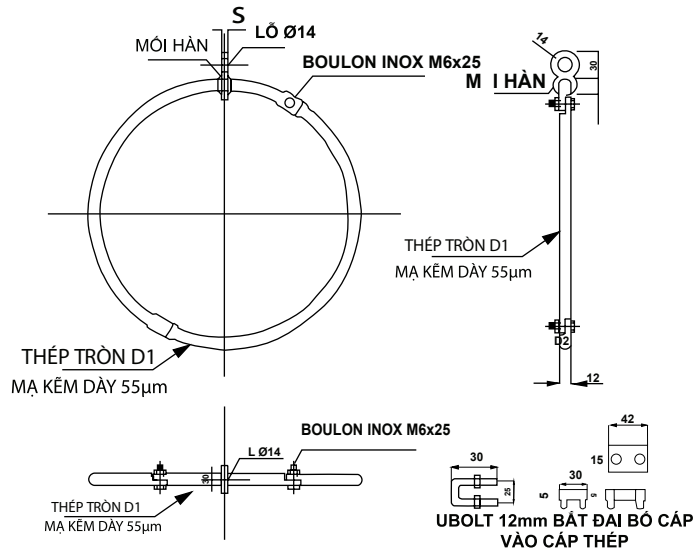 S
MỐI HÀN
LỖ Ø14
BOULON INOX M6x25
14
30
M I HÀN
THÉP TRÒN D1
MẠ KẼM DÀY 55µm
THÉP TRÒN D1
MẠ KẼM DÀY 55µm
D2
12
BOULON INOX M6x25
L Ø14
30
THÉP TRÒN D1
MẠ KẼM DÀY 55µm
42
15
30
25
30
5
6
UBOLT 12mm BẮT ĐAI BÓ CÁP
VÀO CÁP THÉP